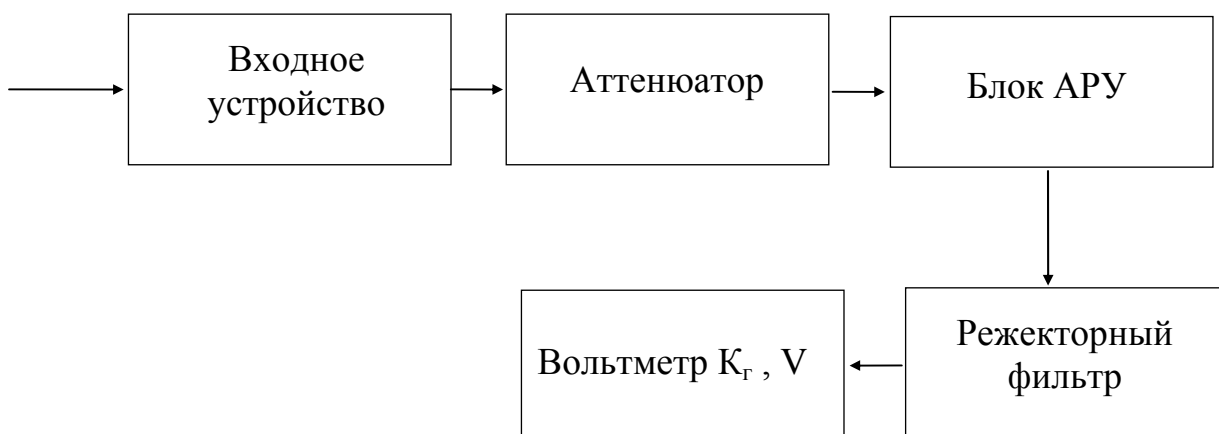 Входное
устройство
Аттенюатор
Блок АРУ
Режекторный
фильтр
Вольтметр Кг , V